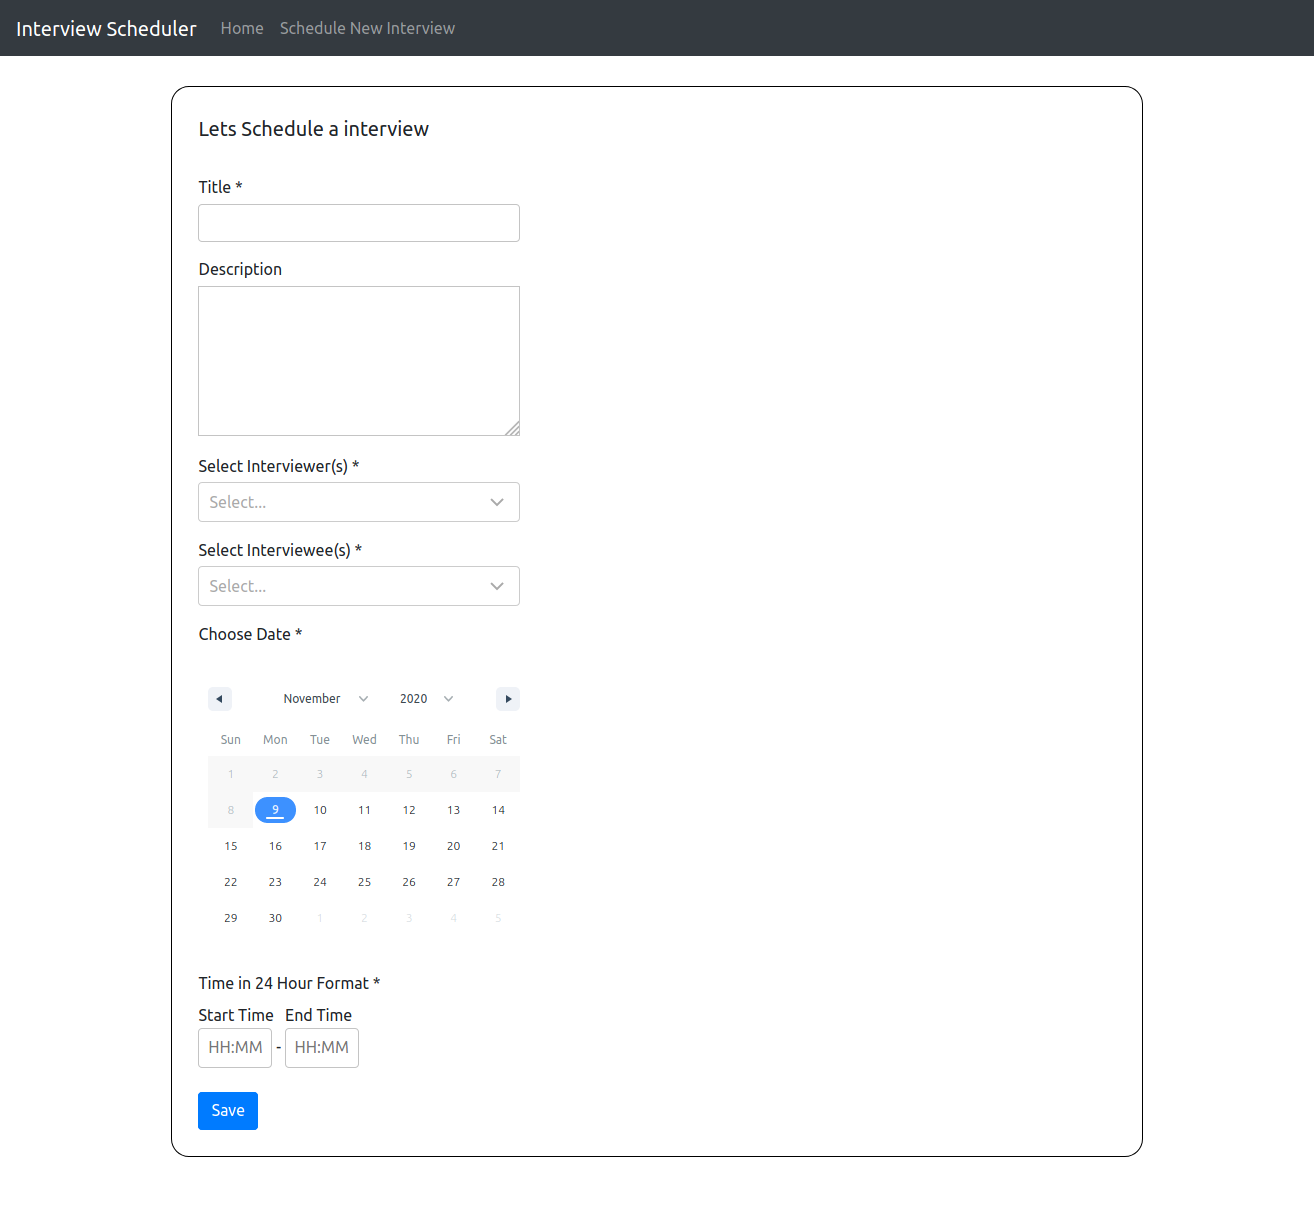 Interview Scheduler Home Schedule New Interview
Lets Schedule a interview
Title *
Description
Select Interviewer(s) *
Select...
Select Interviewee(s) *
Select...
Choose Date *
November 2020
Sun Mon Tue Wed Thu Fri Sat
1 2 3 4 5 6 7
8 9 10 11 12 13 14
15 16 17 18 19 20 21
22 23 24 25 26 27 28
29 30 1 2 3 4 5
Time in 24 Hour Format *
Start Time End Time
HH:MM - HH:MM
Save